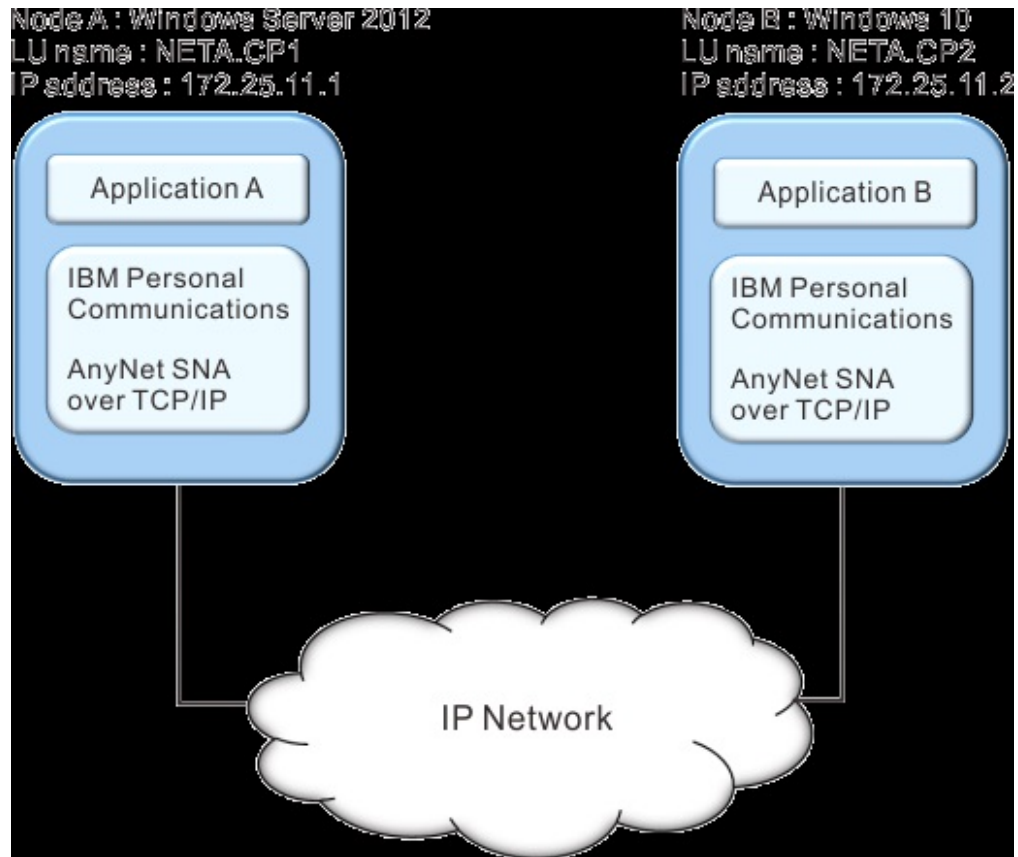 Node A : Windows Server 2012
LU name : NETA.CP1
IP address : 172.25.11.1
Node B : Windows 10
LU name : NETA.CP2
IP address : 172.25.11.2
Application A
IBM Personal
Communications
AnyNet SNA
over TCP/IP
Application B
IBM Personal
Communications
AnyNet SNA
over TCP/IP
IP Network